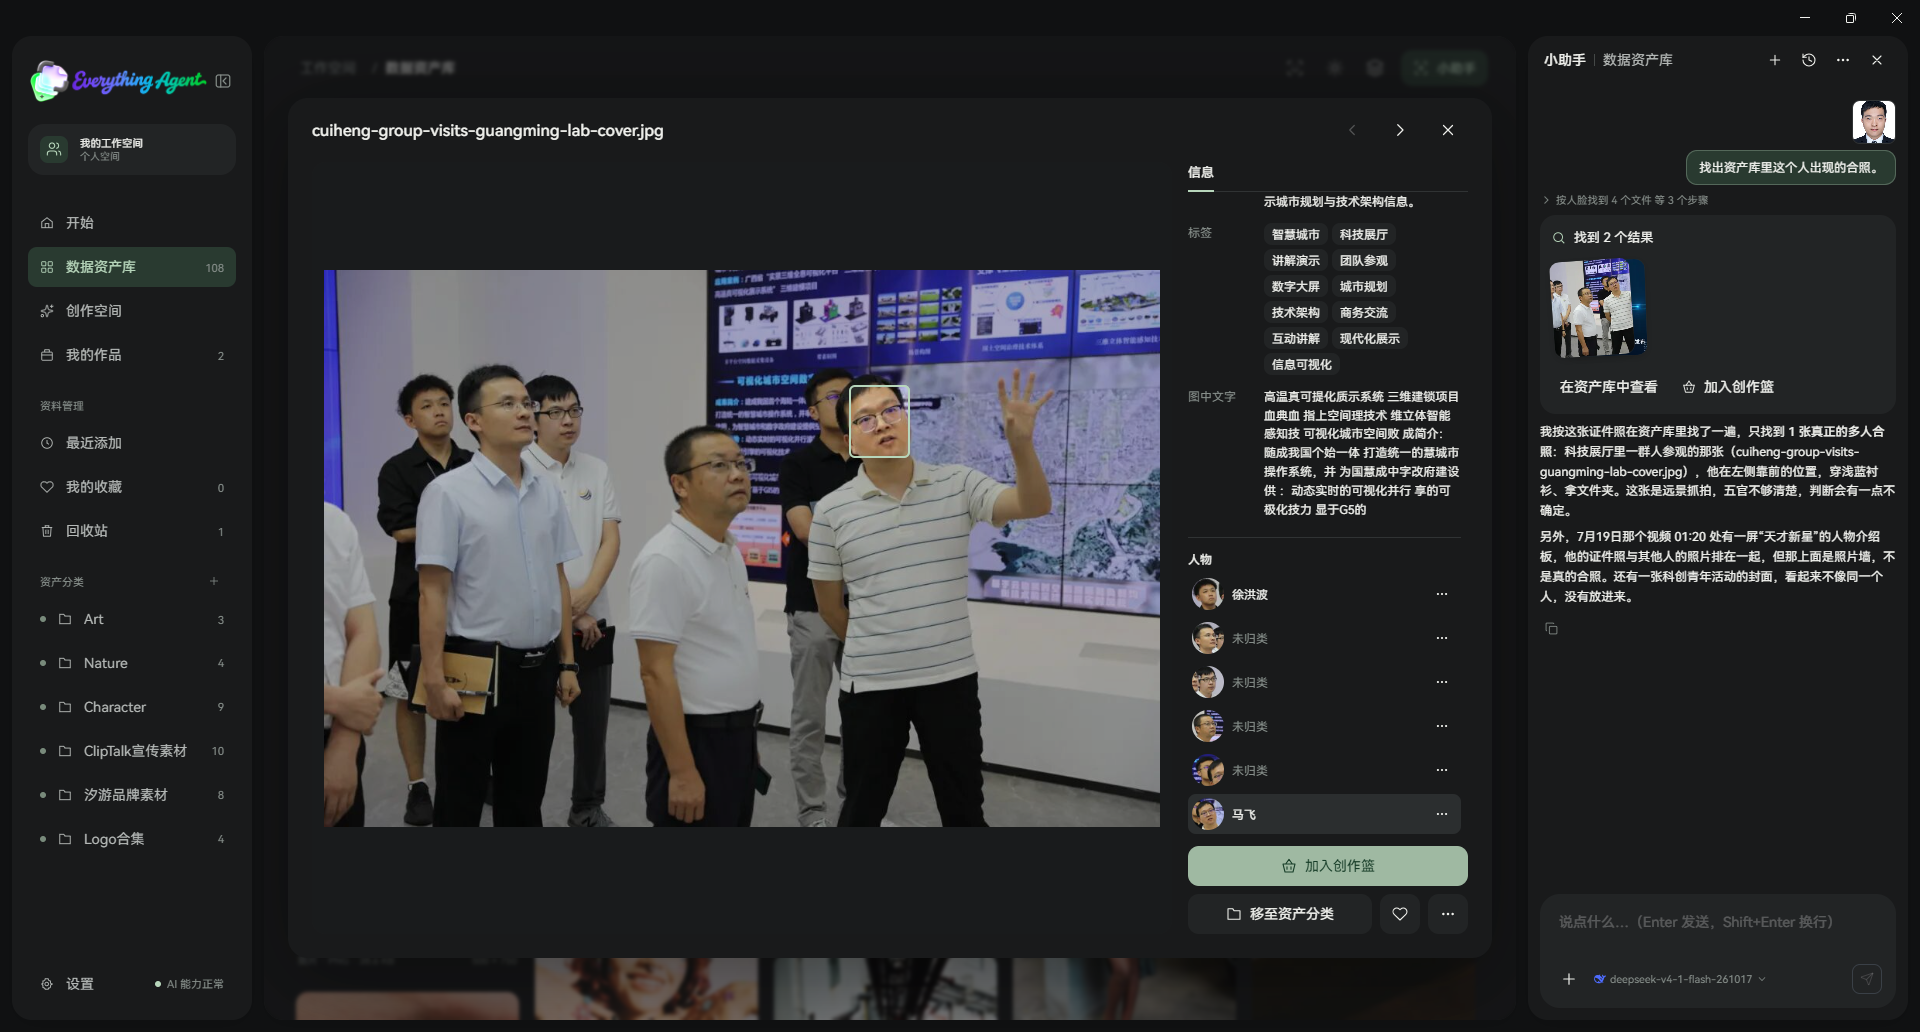 Everything Agent
我的工作空间
个人空间
开始
数据资产库 108
创作空间
我的作品 2
资料管理
最近添加
我的收藏 0
回收站 1
资产分类
Art 3
Nature 4
Character 9
ClipTalk宣传素材 10
汐游品牌素材 8
Logo合集 4
设置
AI 能力正常
工作空间 / 数据资产库
小助手
cuiheng-group-visits-guangming-lab-cover.jpg
可视化城市空间数
信息
示城市规划与技术架构信息。
标签
智慧城市 科技展厅
讲解演示 团队参观
数字大屏 城市规划
技术架构 商务交流
互动讲解 现代化展示
信息可视化
图中文字
高温真可提化质示系统 三维建锁项目
血典血 指上空间理技术 维立体智能
感知技 可视化城市空间败 成简介：
随成我国个始一体 打造统一的慧城市
操作系统，并 为国慧成中字政府建设
供： 动态实时的可视化并行 享的可
极化技力 显于G5的
人物
徐洪波
未归类
未归类
未归类
未归类
马飞
加入创作篮
移至资产分类
小助手 数据资产库
找出资产库里这个人出现的合照。
按人脸找到 4 个文件 等 3 个步骤
找到 2 个结果
在资产库中查看 加入创作篮
我按这张证件照在资产库里找了一遍，只找到 1 张真正的多人合
照：科技展厅里一群人参观的那张（cuiheng-group-visits-
guangming-lab-cover.jpg），他在左侧靠前的位置，穿浅蓝衬
衫、拿文件夹。这张是远景抓拍，五官不够清楚，判断会有一点不
确定。
另外，7月19日那个视频 01:20 处有一屏“天才新星”的人物介绍
板，他的证件照与其他人的照片排在一起，但那上面是照片墙，不
是真的合照。还有一张科创青年活动的封面，看起来不像同一个
人，没有放进来。
说点什么...（Enter 发送，Shift+Enter 换行）
deepseek-v4-1-flash-261017